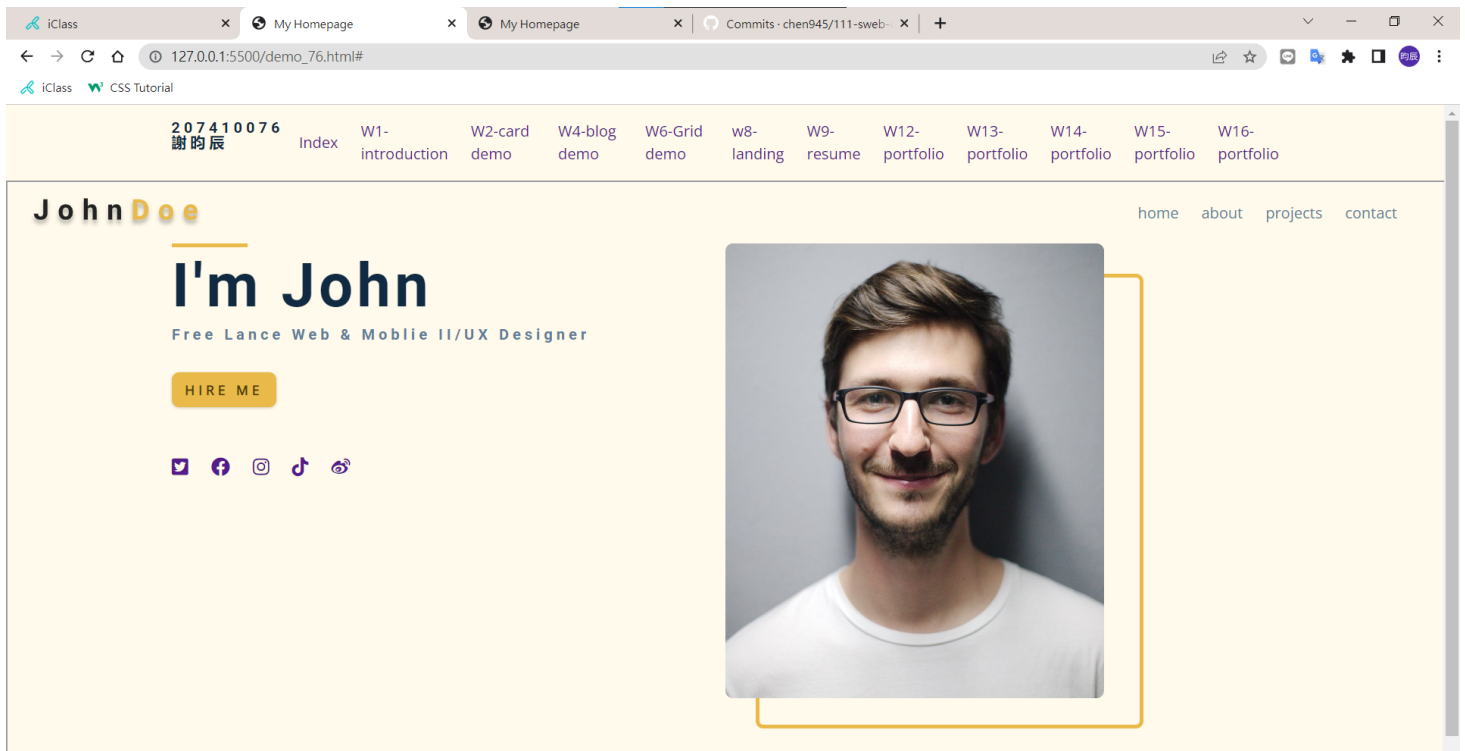 iClass
My Homepage
My Homepage
Commits · chen945/111-sweb-
127.0.0.1:5500/demo_76.html#
昀辰
iClass
CSS Tutorial
207410076
謝昀辰
Index
W1-
introduction
W2-card
demo
W4-blog
demo
W6-Grid
demo
w8-
landing
W9-
resume
W12-
portfolio
W13-
portfolio
W14-
portfolio
W15-
portfolio
W16-
portfolio
JohnDoe
home about projects contact
I'm John
Free Lance Web & Moblie II/UX Designer
HIRE ME